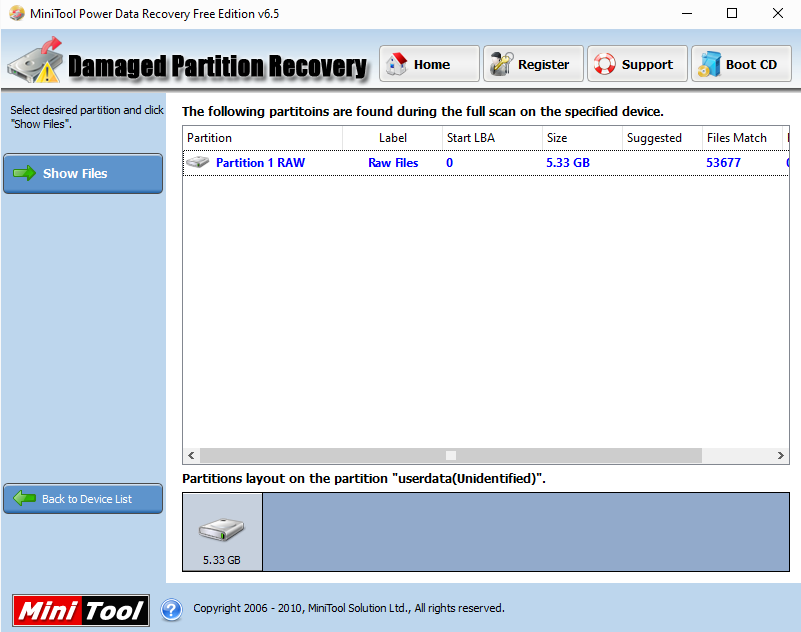 MiniTool Power Data Recovery Free Edition v6.5
Damaged Partition Recovery
Home
Register
Support
Boot CD
Select desired partition and click
"Show Files".
Show Files
Back to Device List
The following partitoins are found during the full scan on the specified device.
Partition Label Start LBA Size Suggested Files Match
Partition 1 RAW Raw Files 0 5.33 GB 53677
Partitions layout on the partition "userdata(Unidentified)".
5.33 GB
Mini Tool
? Copyright 2006 - 2010, MiniTool Solution Ltd., All rights reserved.